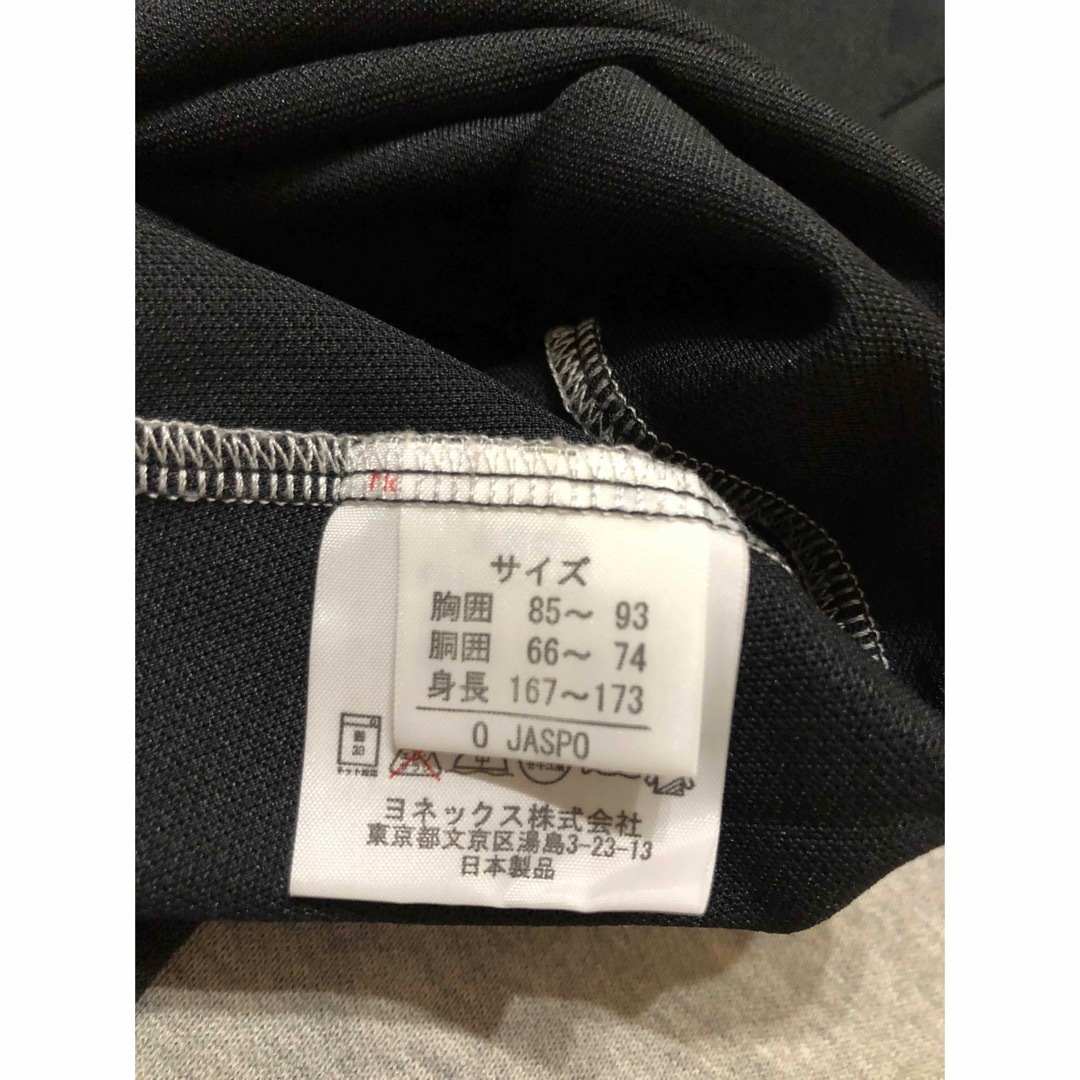 サイズ
胸囲 85～ 93
胴囲 66～ 74
身長 167～173
O JASPO
30
ヨネックス株式会社
東京都文京区湯島3-23-13
日本製品